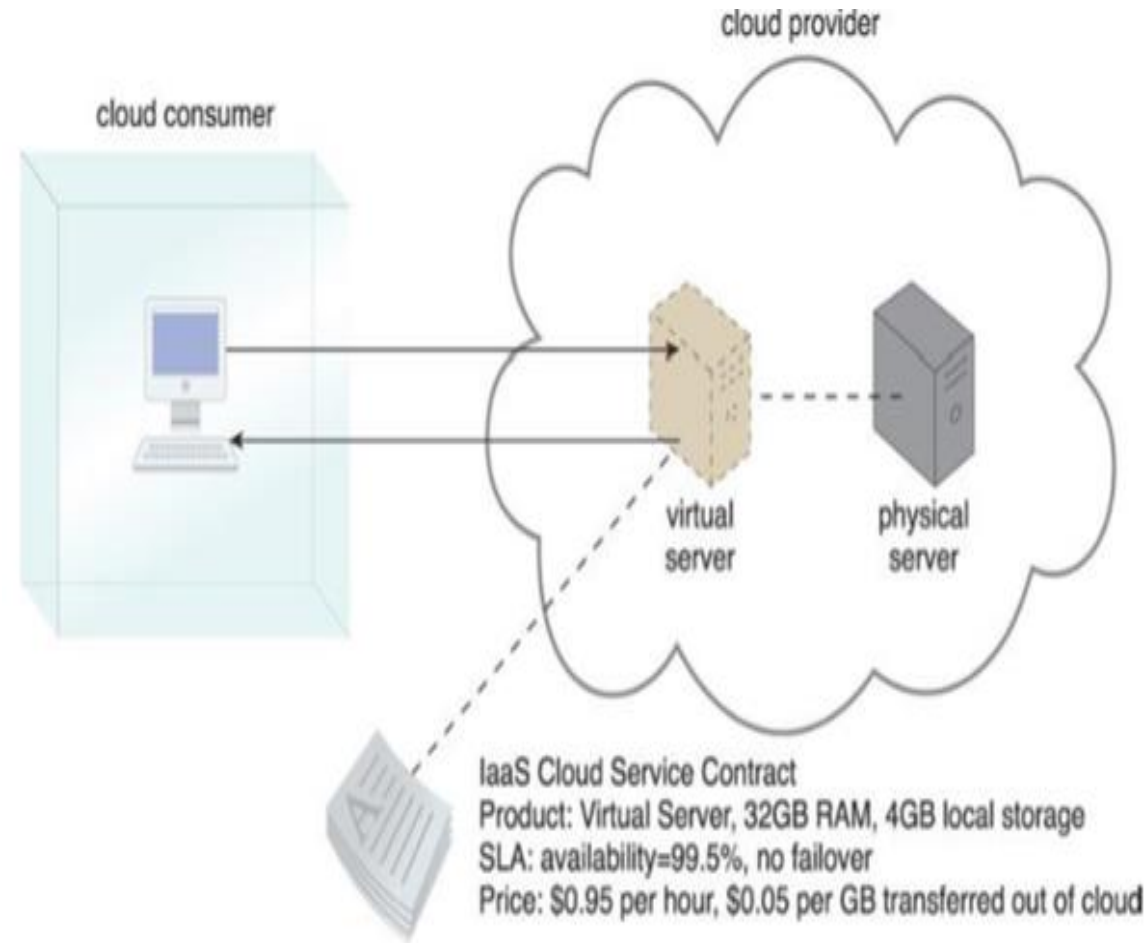 cloud provider
cloud consumer
virtual
server
physical
server
IaaS Cloud Service Contract
Product: Virtual Server, 32GB RAM, 4GB local storage
SLA: availability=99.5%, no failover
Price: $0.95 per hour, $0.05 per GB transferred out of cloud
A